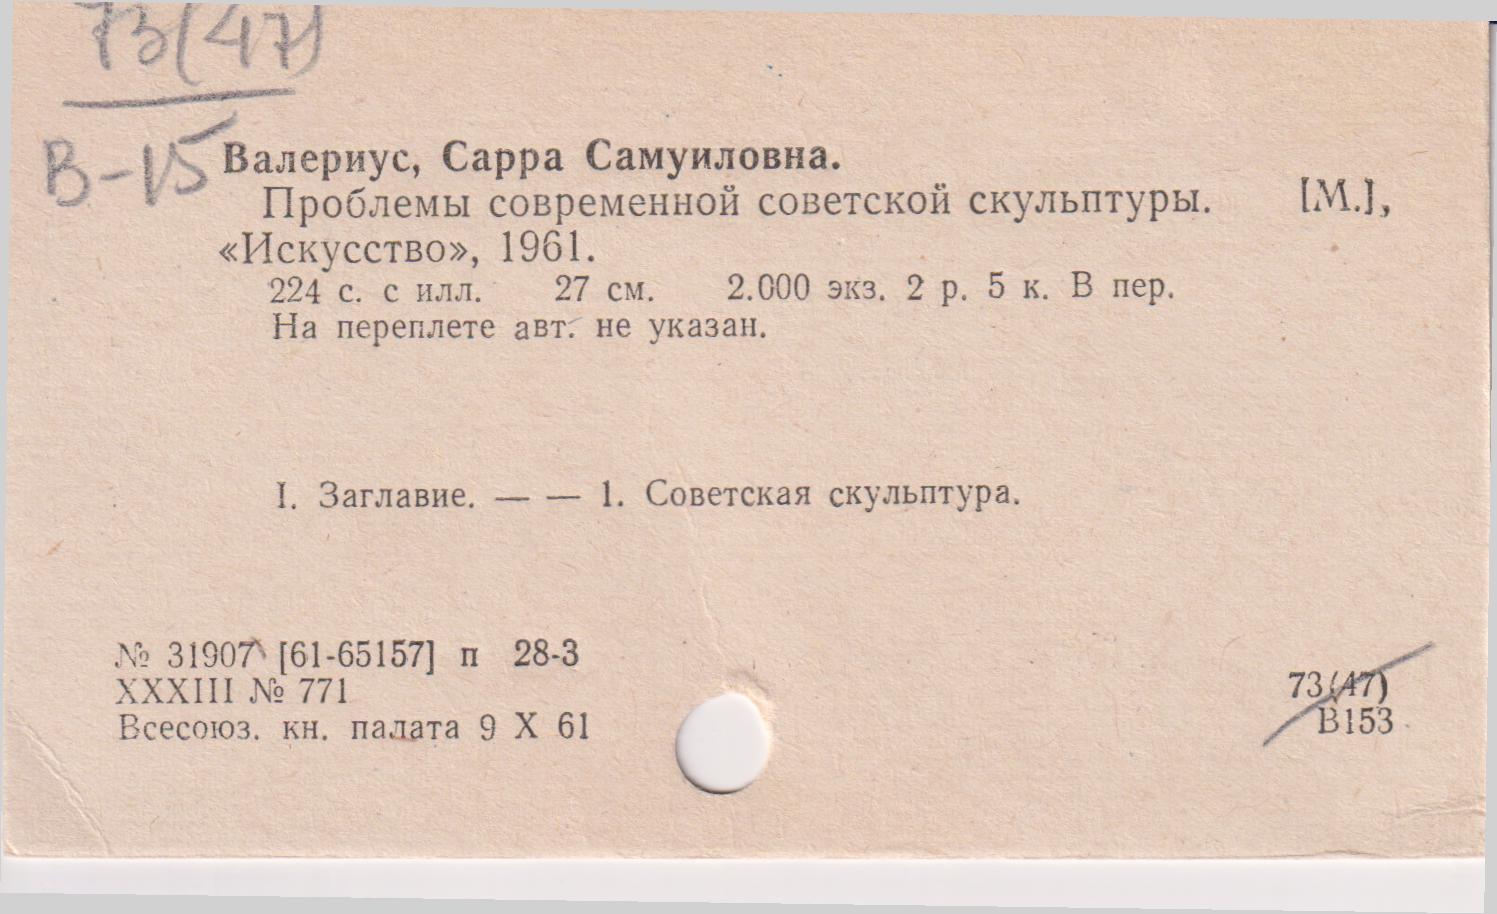 73(47)
В-15
Валериус, Сарра Самуиловна.
Проблемы современной советской скульптуры. [М.],
«Искусство», 1961.
224 с. с илл. 27 см. 2.000 экз. 2 р. 5 к. В пер.
На переплете авт. не указан.
I. Заглавие. — — 1. Советская скульптура.
№ 31907 [61-65157] п 28-3
XXXIII № 771
Всесоюз. кн. палата 9 X 61
73(47)
В153